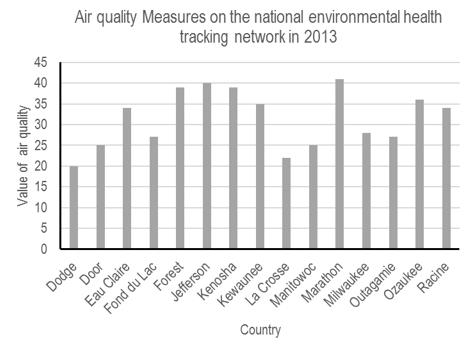 Air quality Measures on the national environmental health
tracking network in 2013
Value of air quality
45
40
35
30
25
20
15
10
5
0
Dodge
Door
Eau Claire
Fond du Lac
Forest
Jefferson
Kenosha
Kewaunee
La Crosse
Manitowoc
Marathon
Milwaukee
Outagamie
Ozaukee
Racine
Country